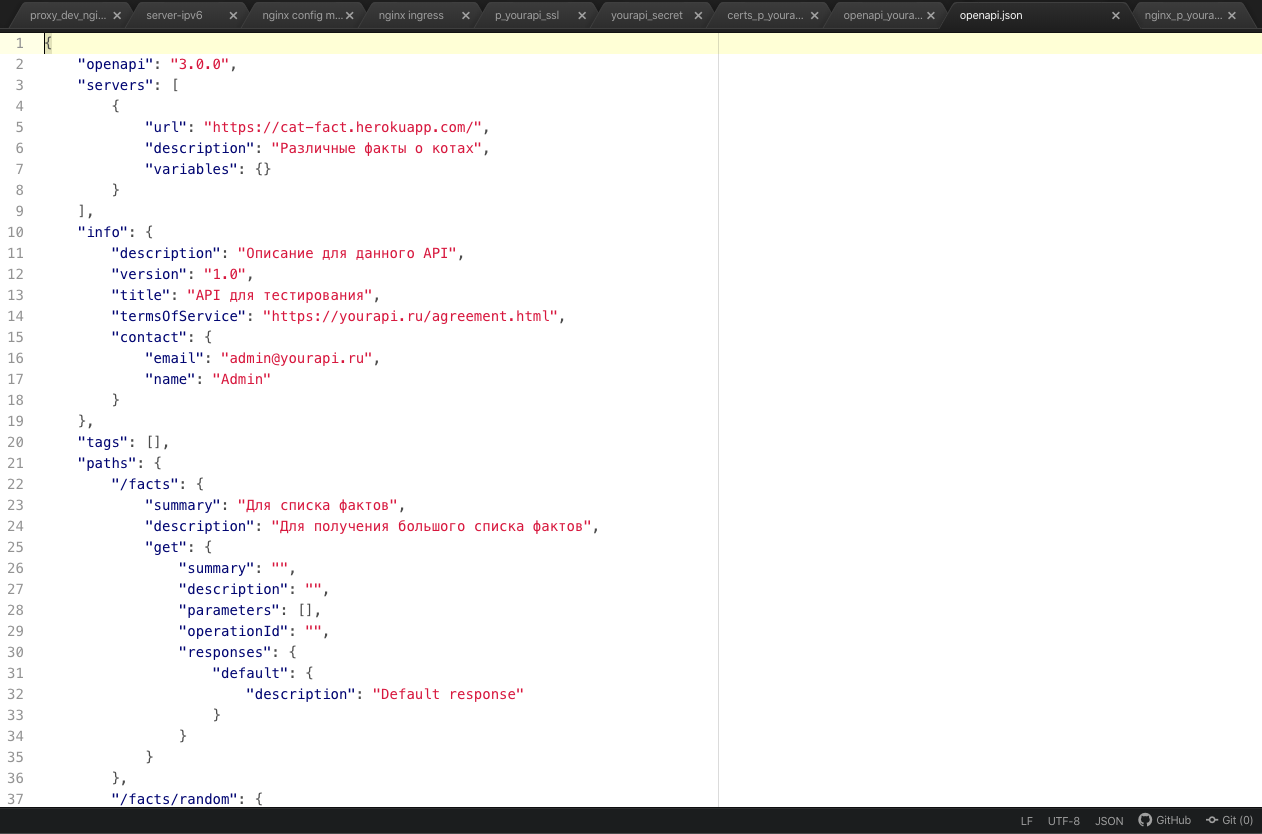 proxy_dev_ngi... server-ipv6 nginx config m... nginx ingress p_yourapi_ssl yourapi_secret certs_p_youra... openapi_youra... openapi.json nginx_p_youra...
1 {
2 "openapi": "3.0.0",
3 "servers": [
4 {
5 "url": "https://cat-fact.herokuapp.com/",
6 "description": "Различные факты о котах",
7 "variables": {}
8 }
9 ],
10 "info": {
11 "description": "Описание для данного API",
12 "version": "1.0",
13 "title": "API для тестирования",
14 "termsOfService": "https://yourapi.ru/agreement.html",
15 "contact": {
16 "email": "admin@yourapi.ru",
17 "name": "Admin"
18 }
19 },
20 "tags": [],
21 "paths": {
22 "/facts": {
23 "summary": "Для списка фактов",
24 "description": "Для получения большого списка фактов",
25 "get": {
26 "summary": "",
27 "description": "",
28 "parameters": [],
29 "operationId": "",
30 "responses": {
31 "default": {
32 "description": "Default response"
33 }
34 }
35 }
36 },
37 "/facts/random": {
LF UTF-8 JSON GitHub Git (0)